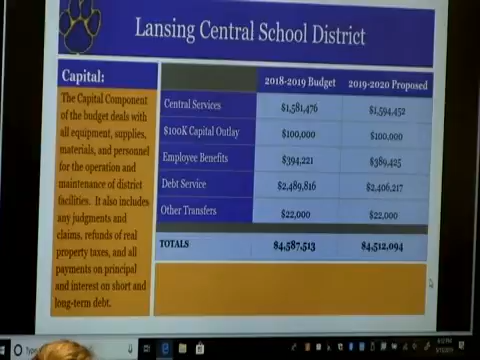 Lansing Central School District
Capital:
The Capital Component
of the budget deals with
all equipment, supplies,
materials, and personnel
for the operation and
maintenance of district
facilities. It also includes
any judgments and
claims, refunds of real
property taxes, and all
payments on principal
and interest on short and
long-term debt.
2018-2019 Budget 2019-2020 Proposed
Central Services $1,581,476 $1,594,452
$100K Capital Outlay $100,000 $100,000
Employee Benefits $394,221 $389,425
Debt Service $2,489,816 $2,406,217
Other Transfers $22,000 $22,000
TOTALS $4,587,513 $4,512,094